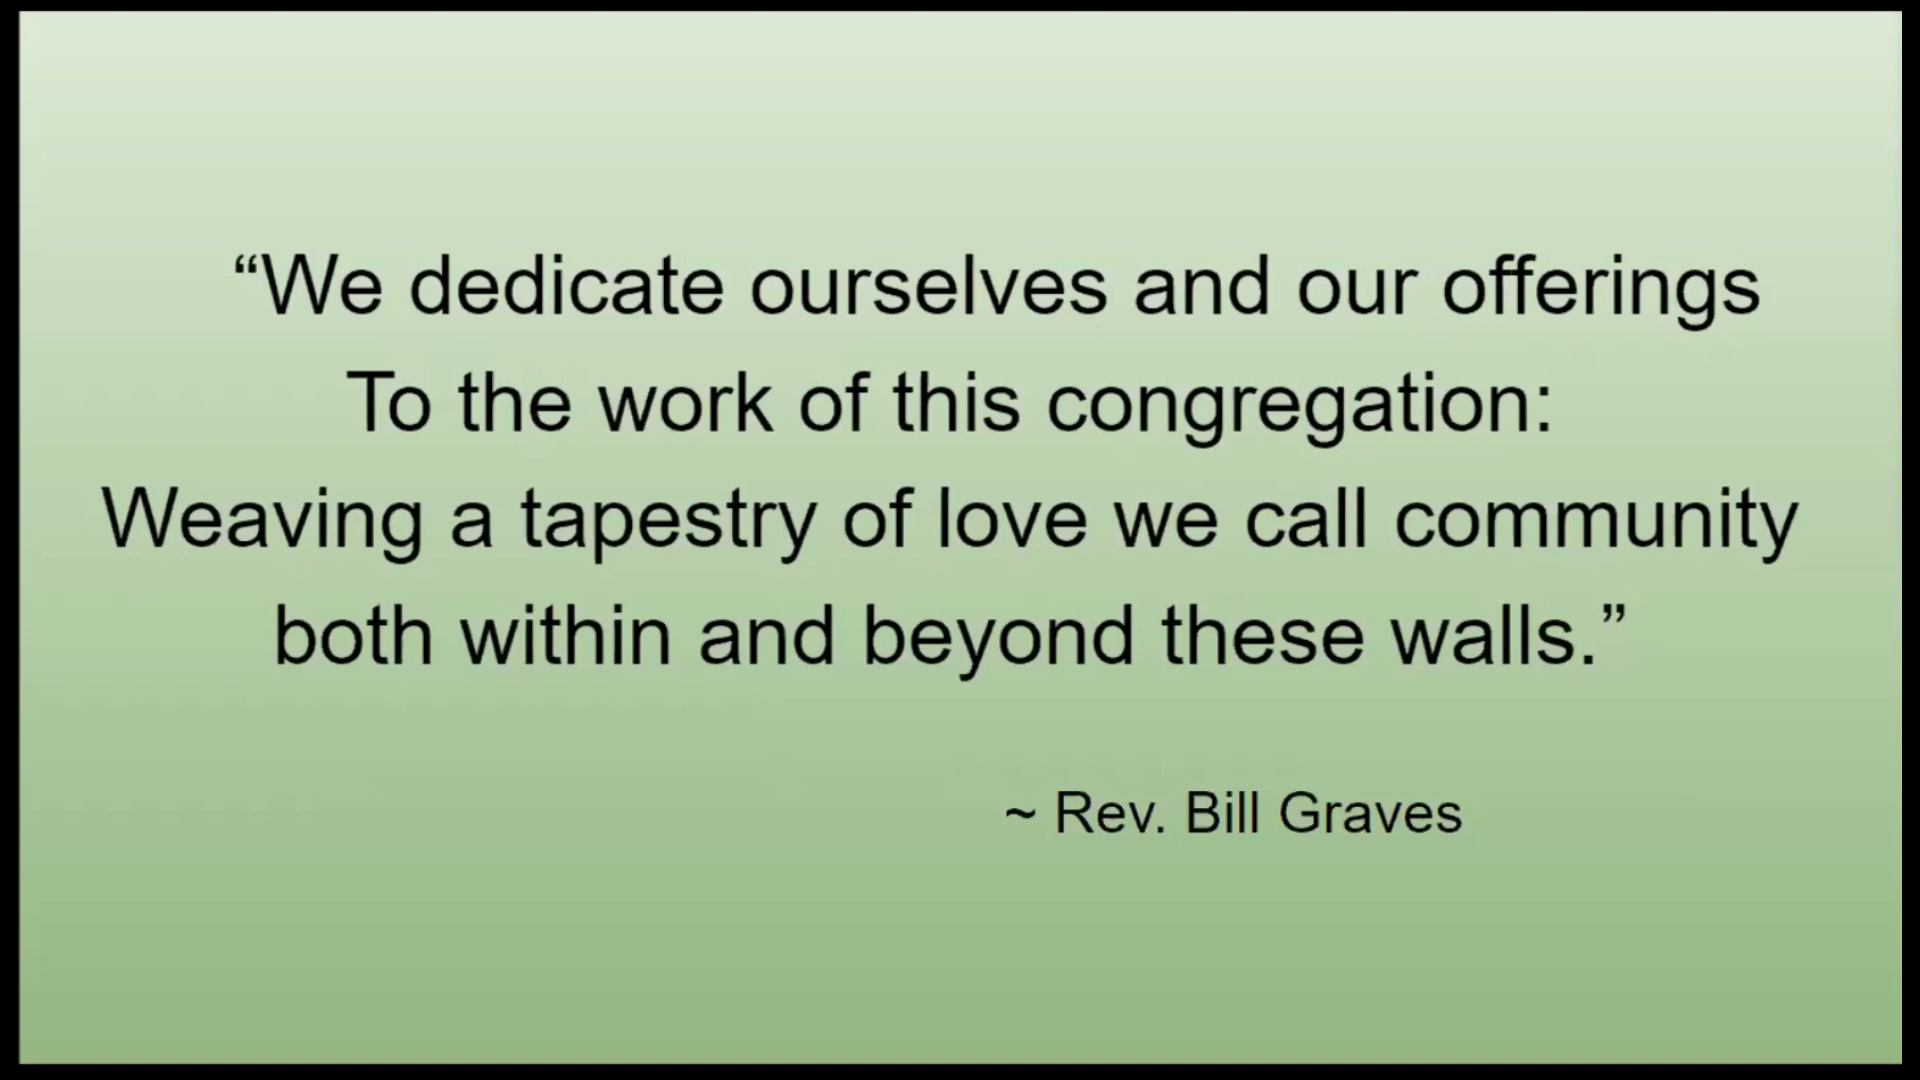 “We dedicate ourselves and our offerings
To the work of this congregation:
Weaving a tapestry of love we call community
both within and beyond these walls.”
~ Rev. Bill Graves